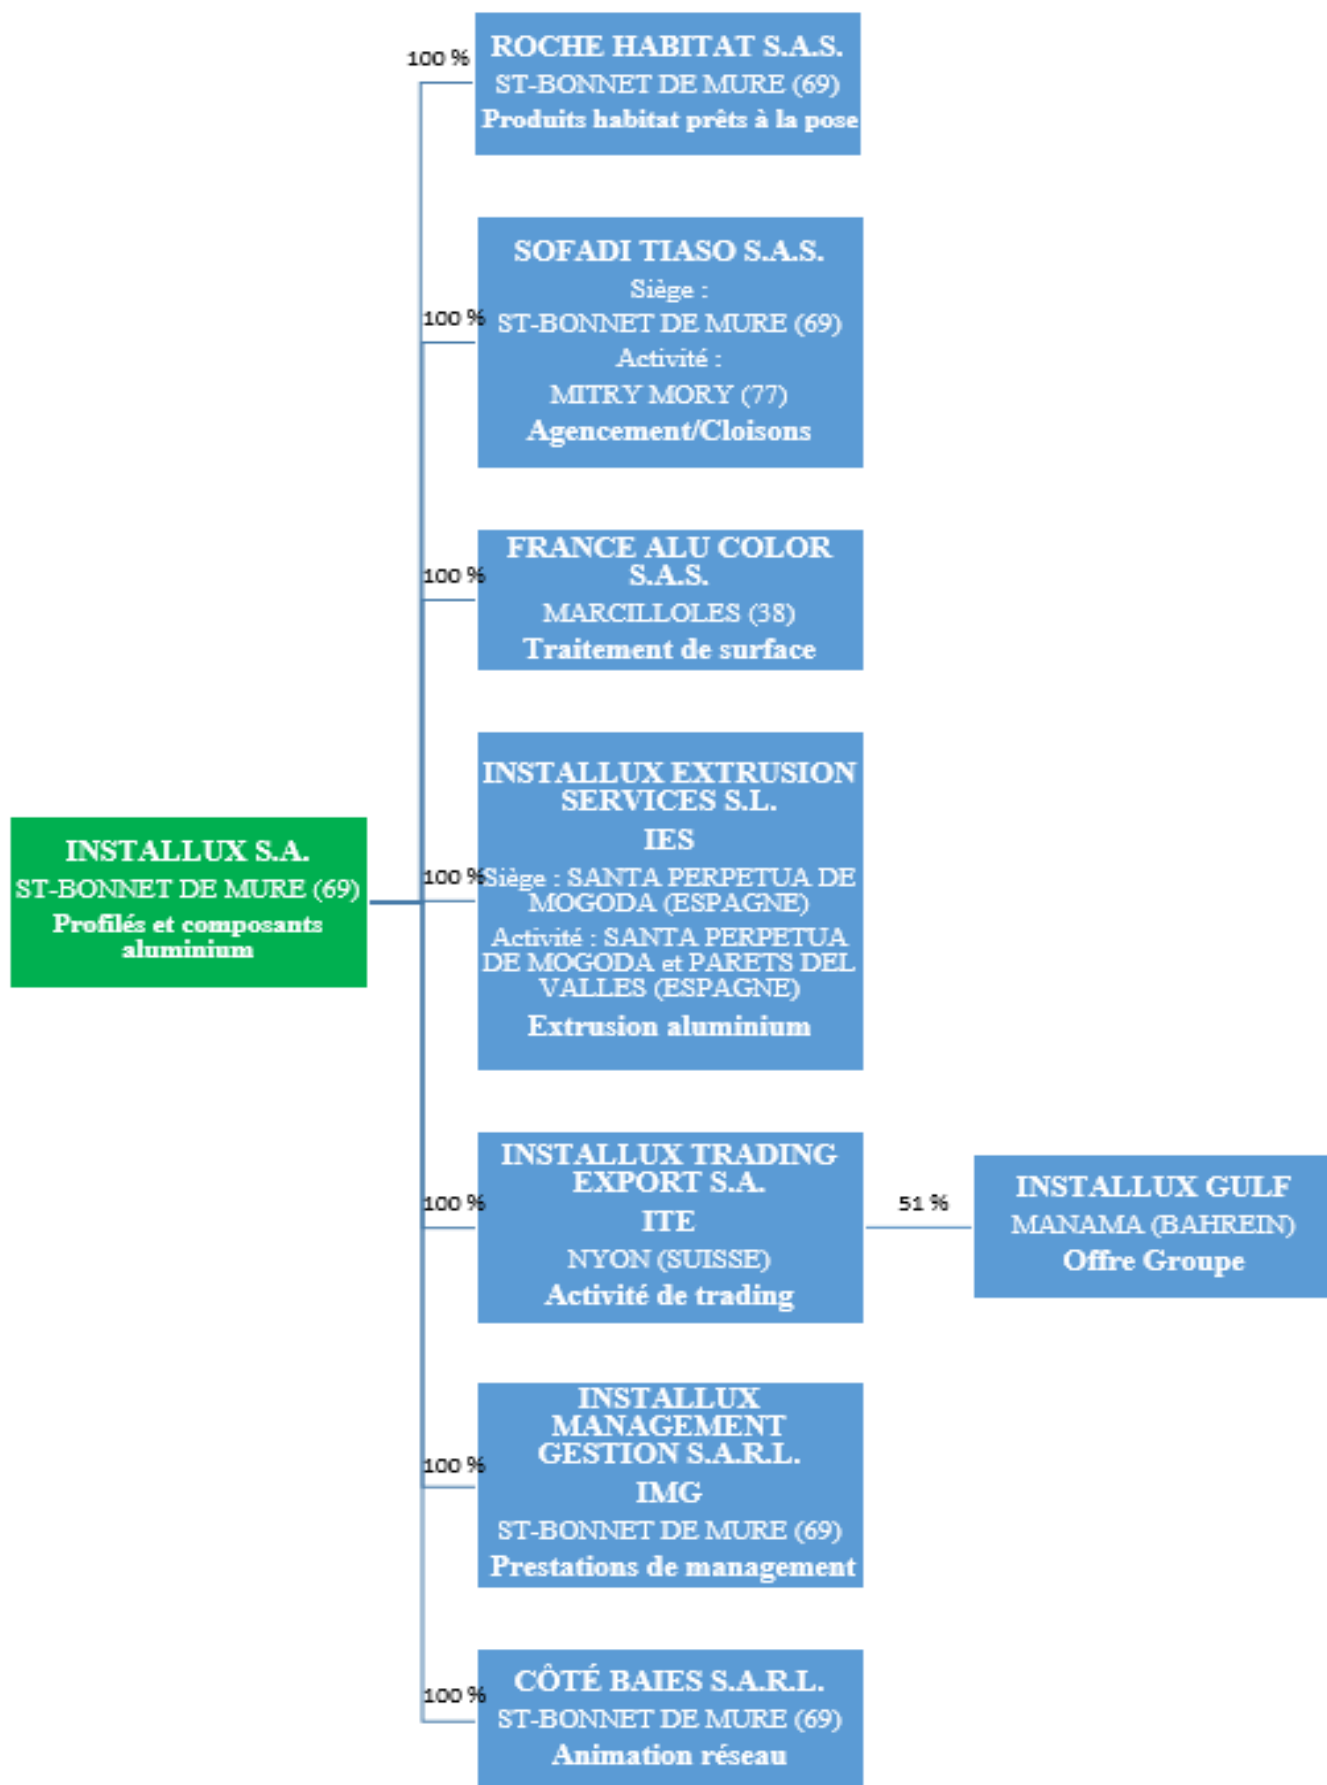 100 %
ROCHE HABITAT S.A.S.
ST-BONNET DE MURE (69)
Produits habitat prêts à la pose
100 %
SOFADI TIASO S.A.S.
Siège :
ST-BONNET DE MURE (69)
Activité :
MITRY MORY (77)
Agencement/Cloisons
100 %
FRANCE ALU COLOR
S.A.S.
MARCILLOLES (38)
Traitement de surface
INSTALLUX S.A.
ST-BONNET DE MURE (69)
Profilés et composants
aluminium
100 %
INSTALLUX EXTRUSION
SERVICES S.L.
IES
Siège : SANTA PERPETUA DE
MOGODA (ESPAGNE)
Activité : SANTA PERPETUA
DE MOGODA et PARETS DEL
VALLES (ESPAGNE)
Extrusion aluminium
100 %
INSTALLUX TRADING
EXPORT S.A.
ITE
NYON (SUISSE)
Activité de trading
51 %
INSTALLUX GULF
MANAMA (BAHREIN)
Offre Groupe
100 %
INSTALLUX
MANAGEMENT
GESTION S.A.R.L.
IMG
ST-BONNET DE MURE (69)
Prestations de management
100 %
CÔTÉ BAIES S.A.R.L.
ST-BONNET DE MURE (69)
Animation réseau